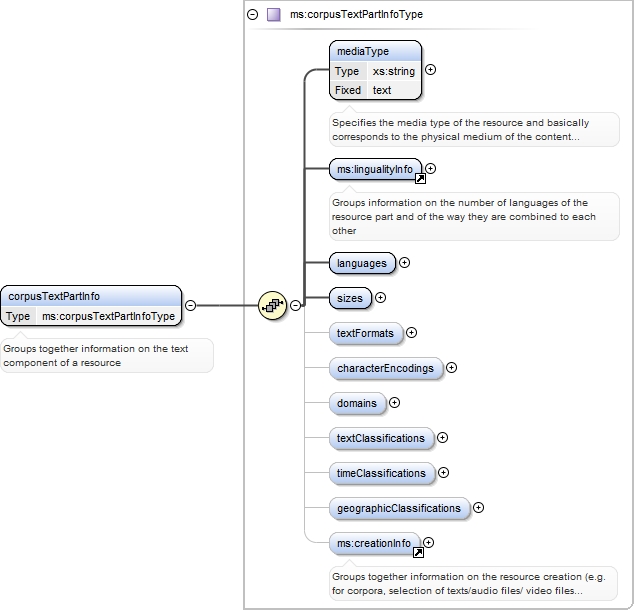 ms:corpusTextPartInfoType
mediaType
Type xs:string
Fixed text
Specifies the media type of the resource and basically
corresponds to the physical medium of the content...
ms:lingualityInfo
Groups information on the number of languages of the
resource part and of the way they are combined to each
other
languages
sizes
corpusTextPartInfo
Type ms:corpusTextPartInfoType
Groups together information on the text
component of a resource
textFormats
characterEncodings
domains
textClassifications
timeClassifications
geographicClassifications
ms:creationInfo
Groups together information on the resource creation (e.g.
for corpora, selection of texts/audio files/ video files...